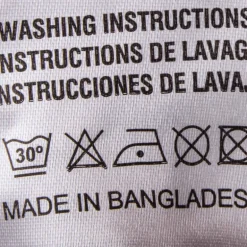 WASHING INSTRUCTIONS
INSTRUCTIONS DE LAVAG
INSTRUCCIONES DE LAVA
30°
MADE IN BANGLADES